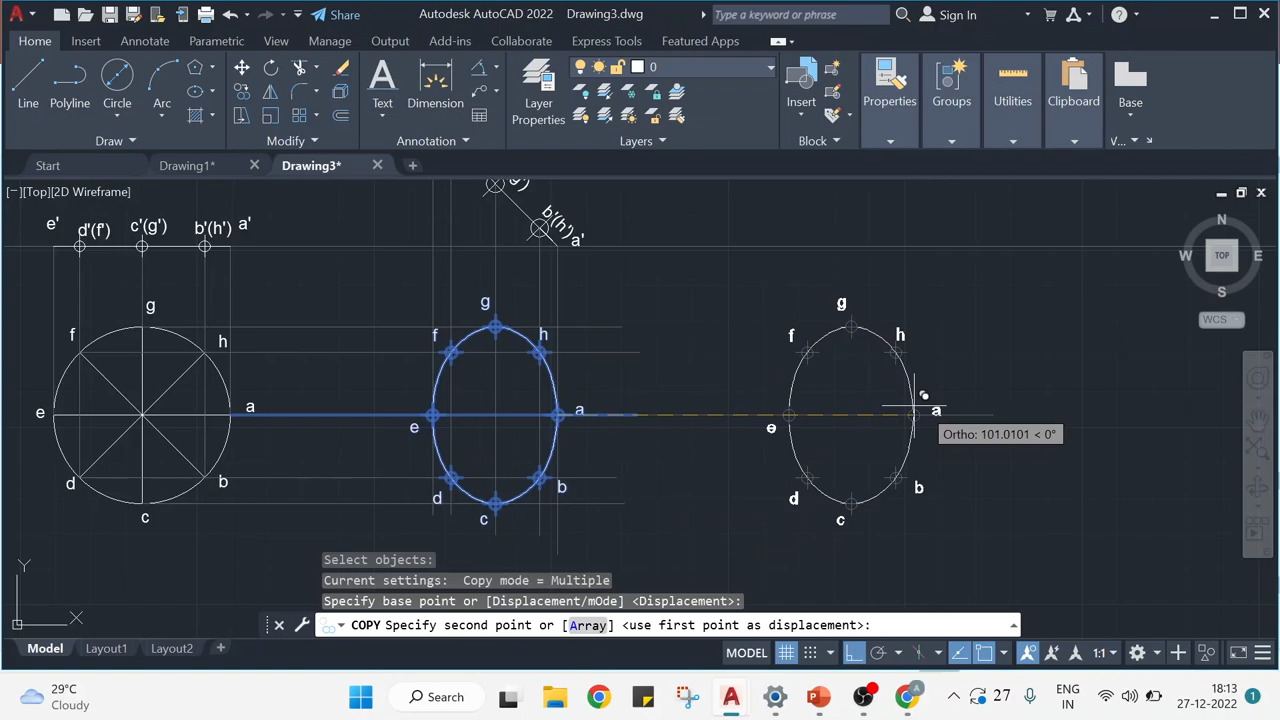 Share
Autodesk AutoCAD 2022 Drawing3.dwg
Type a keyword or phrase
Sign In
Home Insert Annotate Parametric View Manage Output Add-ins Collaborate Express Tools Featured Apps
0
Line Polyline Circle Arc
Text Dimension
Layer
Properties
Insert
Properties Groups Utilities Clipboard Base
Draw Modify Annotation Layers Block V...
Start Drawing1* Drawing3*
[−][Top][2D Wireframe]
N
W TOP E
S
WCS
e' d'(f') c'(g') b'(h') a'
b'(h')
a'
g
f h
e a
d b
c
g
f h
a
e
d b
c
g
f h
a
e
d b
c
Ortho: 101.0101 < 0°
Select objects:
Current settings: Copy mode = Multiple
Specify base point or [Displacement/mOde] <Displacement>:
COPY Specify second point or [Array] <use first point as displacement>:
Y
X
Model Layout1 Layout2
MODEL 1:1
29°C
Cloudy
Search
27
ENG
IN
18:13
27-12-2022
1